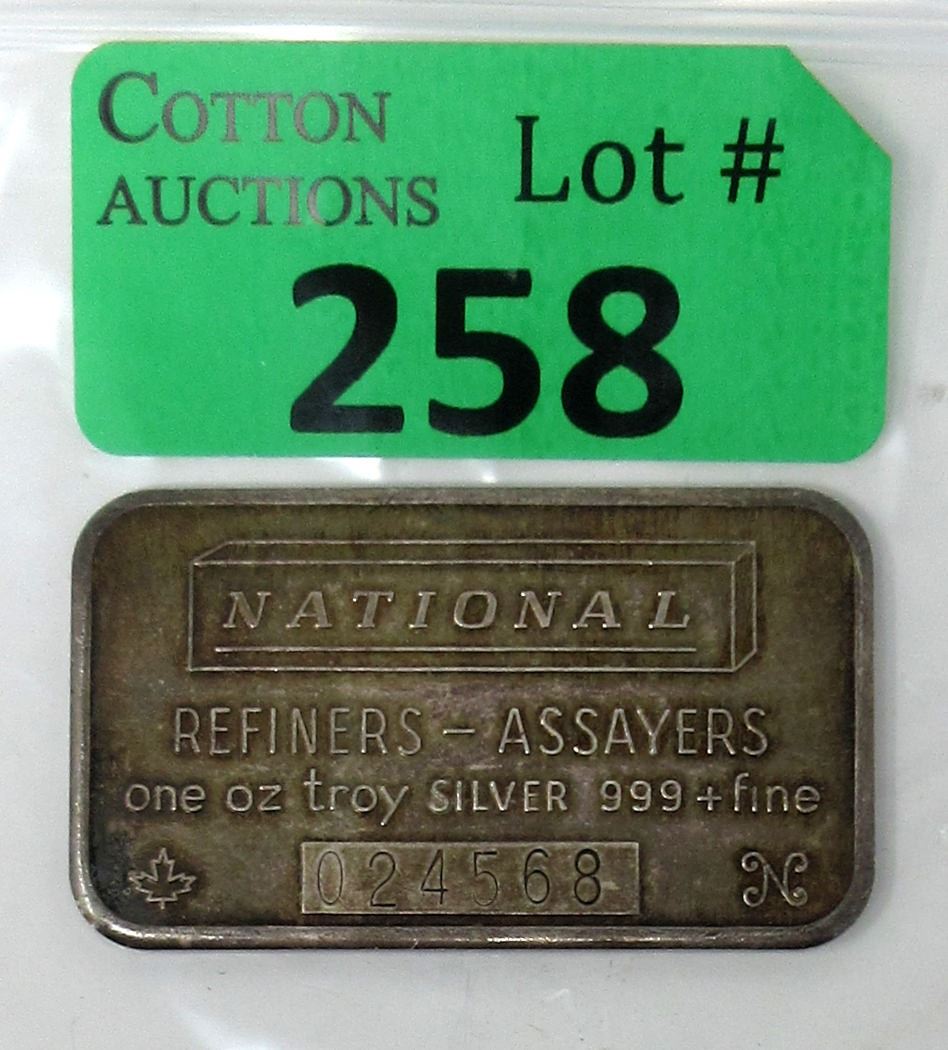 COTTON
AUCTIONS
Lot #
258
NATIONAL
REFINERS – ASSAYERS
one oz troy SILVER 999+fine
024568
N